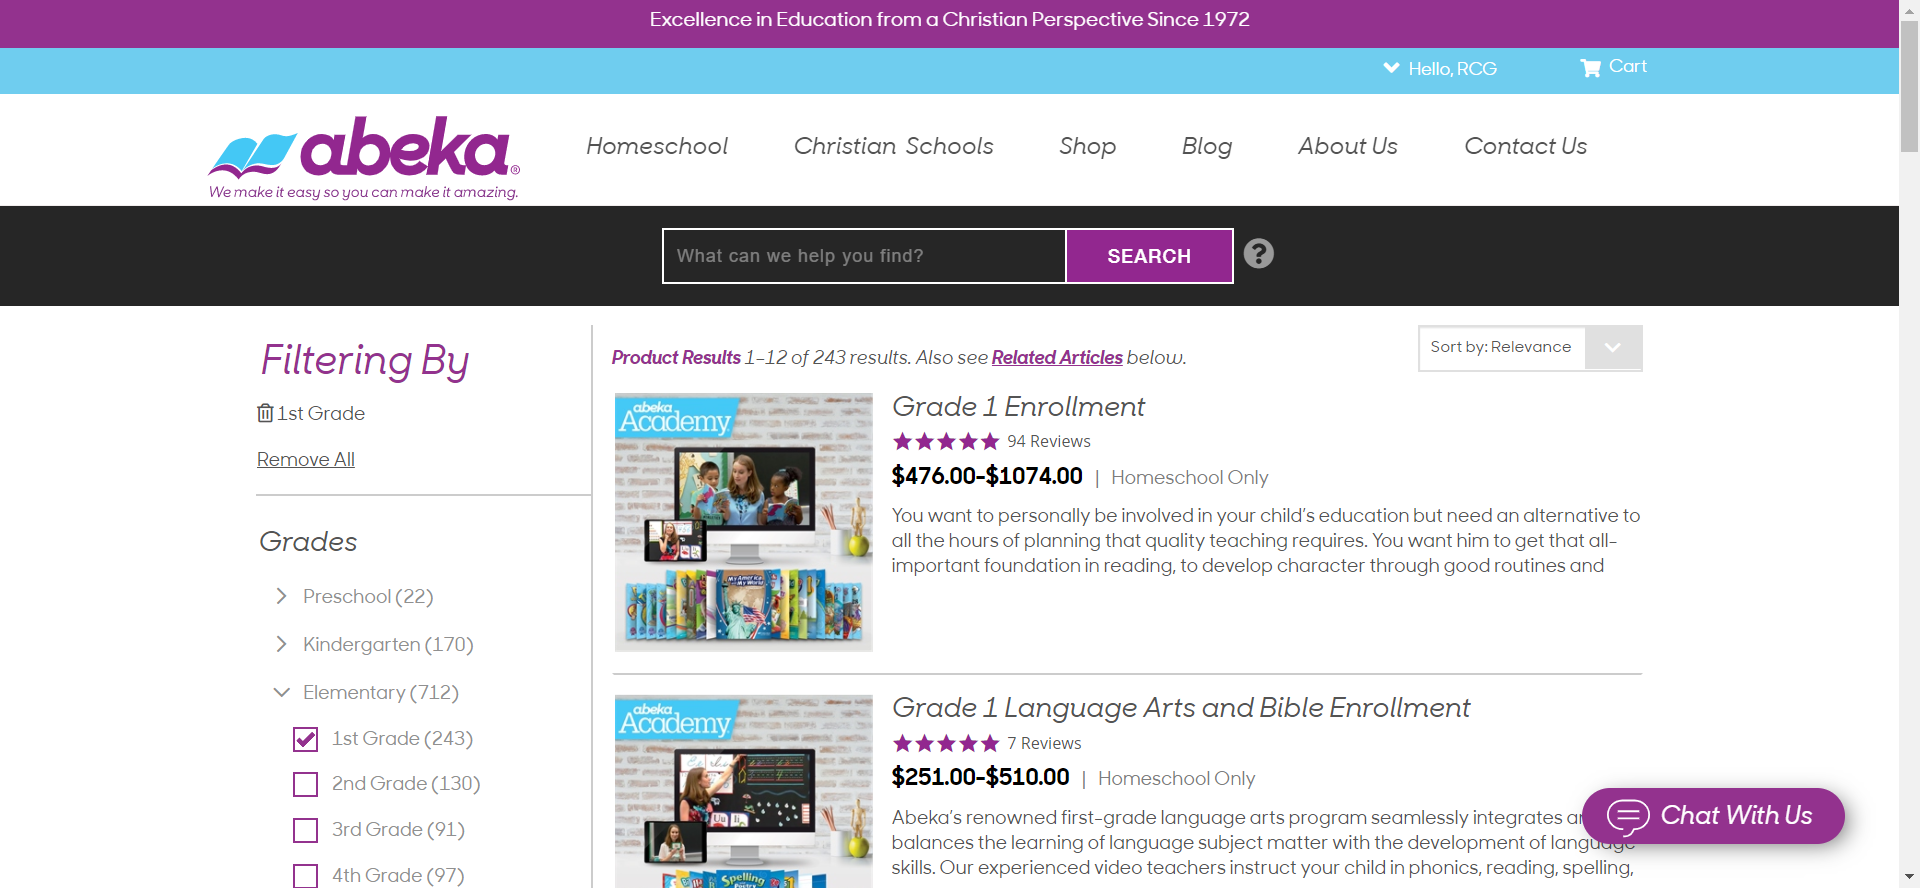 Excellence in Education from a Christian Perspective Since 1972
Hello, RCG
Cart
abeka®
We make it easy so you can make it amazing.
Homeschool
Christian Schools
Shop
Blog
About Us
Contact Us
What can we help you find?
SEARCH
?
Filtering By
1st Grade
Remove All
Grades
Preschool (22)
Kindergarten (170)
Elementary (712)
1st Grade (243)
2nd Grade (130)
3rd Grade (91)
4th Grade (97)
Product Results 1–12 of 243 results. Also see Related Articles below.
Sort by: Relevance
abeka
Academy
My America
My World
Grade 1 Enrollment
94 Reviews
$476.00-$1074.00 | Homeschool Only
You want to personally be involved in your child's education but need an alternative to
all the hours of planning that quality teaching requires. You want him to get that all-
important foundation in reading, to develop character through good routines and
abeka
Academy
Uu Ii
Spelling
Grade 1 Language Arts and Bible Enrollment
7 Reviews
$251.00-$510.00 | Homeschool Only
Abeka's renowned first-grade language arts program seamlessly integrates
balances the learning of language subject matter with the development of language
skills. Our experienced video teachers instruct your child in phonics, reading, spelling,
Chat With Us